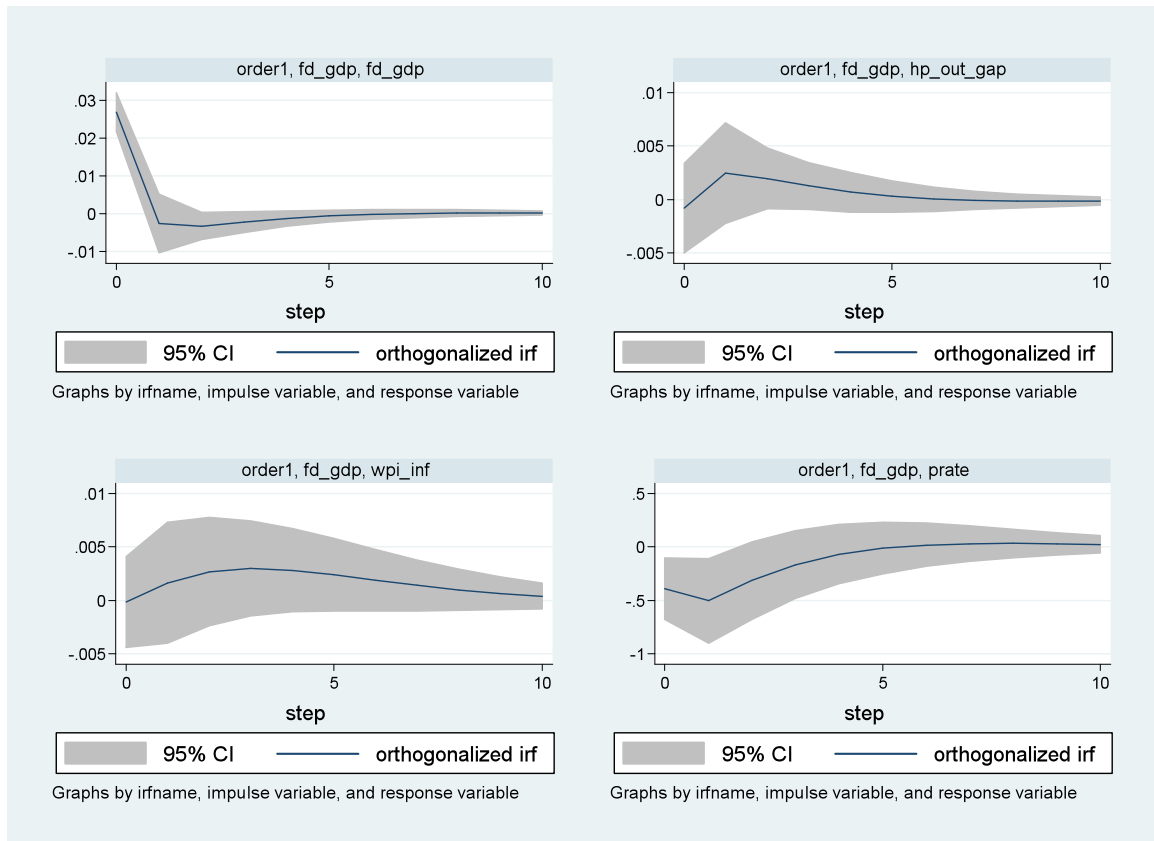 order1, fd_gdp, fd_gdp
.03
.02
.01
0
-.01
0 5 10
step
95% CI orthogonalized irf
Graphs by irfname, impulse variable, and response variable
order1, fd_gdp, hp_out_gap
.01
.005
0
-.005
0 5 10
step
95% CI orthogonalized irf
Graphs by irfname, impulse variable, and response variable
order1, fd_gdp, wpi_inf
.01
.005
0
-.005
0 5 10
step
95% CI orthogonalized irf
Graphs by irfname, impulse variable, and response variable
order1, fd_gdp, prate
.5
0
-.5
-1
0 5 10
step
95% CI orthogonalized irf
Graphs by irfname, impulse variable, and response variable